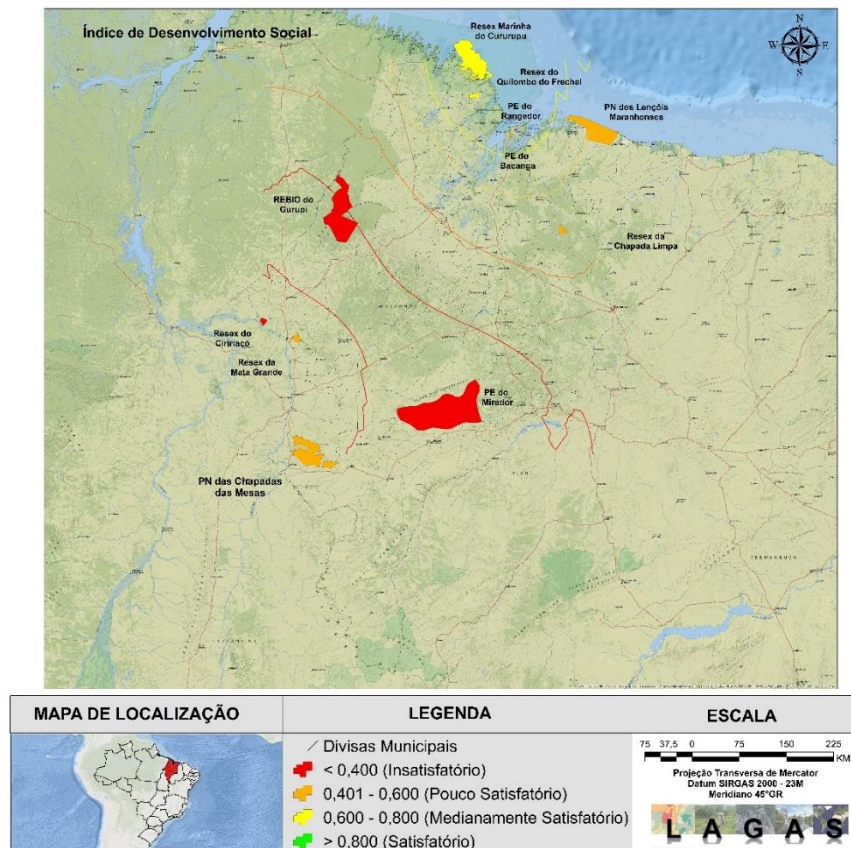 Índice de Desenvolvimento Social
Resex Marinha
do Cururupu
Resex do
Quilombo do Frechal
PE do
Rangedor
PE do
Bacanga
PN dos Lençóis
Maranhenses
N
W
E
S
REBIO do
Gurupi
Resex da
Chapada Limpa
Resex do
Ciririaco
Resex da
Mata Grande
PE do
Mirador
PN das Chapadas
das Mesas
MAPA DE LOCALIZAÇÃO
LEGENDA
Divisas Municipais
< 0,400 (Insatisfatório)
0,401 - 0,600 (Pouco Satisfatório)
0,600 - 0,800 (Medianamente Satisfatório)
> 0,800 (Satisfatório)
ESCALA
75 37,5 0 75 150 225
KM
Projeção Transversa de Mercator
Datum SIRGAS 2000 - 23M
Meridiano 45°GR
L A G A S